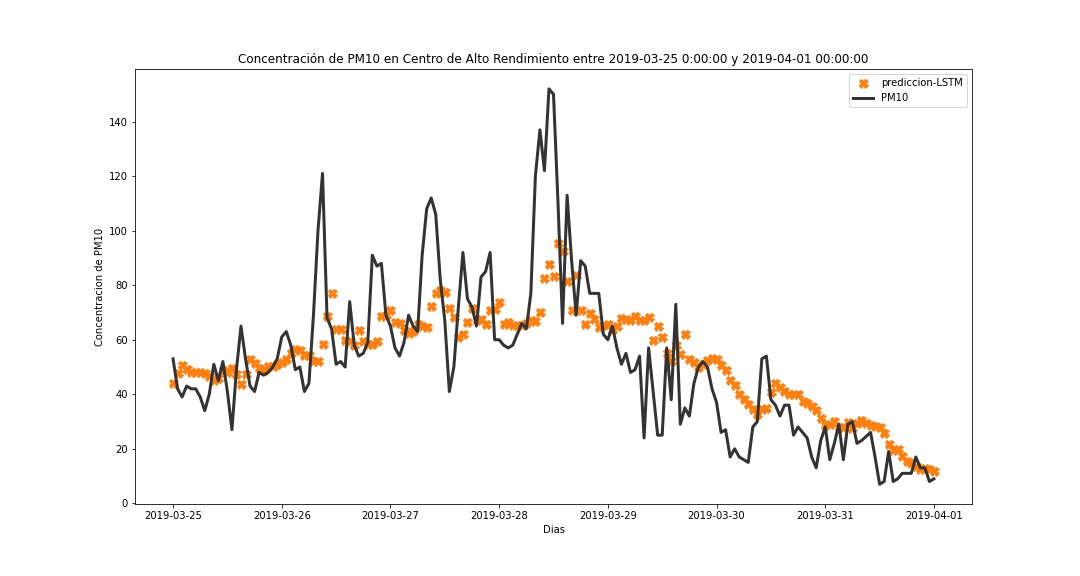 Concentración de PM10 en Centro de Alto Rendimiento entre 2019-03-25 0:00:00 y 2019-04-01 00:00:00
prediccion-LSTM
PM10
Concentracion de PM10
140
120
100
80
60
40
20
0
2019-03-25 2019-03-26 2019-03-27 2019-03-28 2019-03-29 2019-03-30 2019-03-31 2019-04-01
Dias